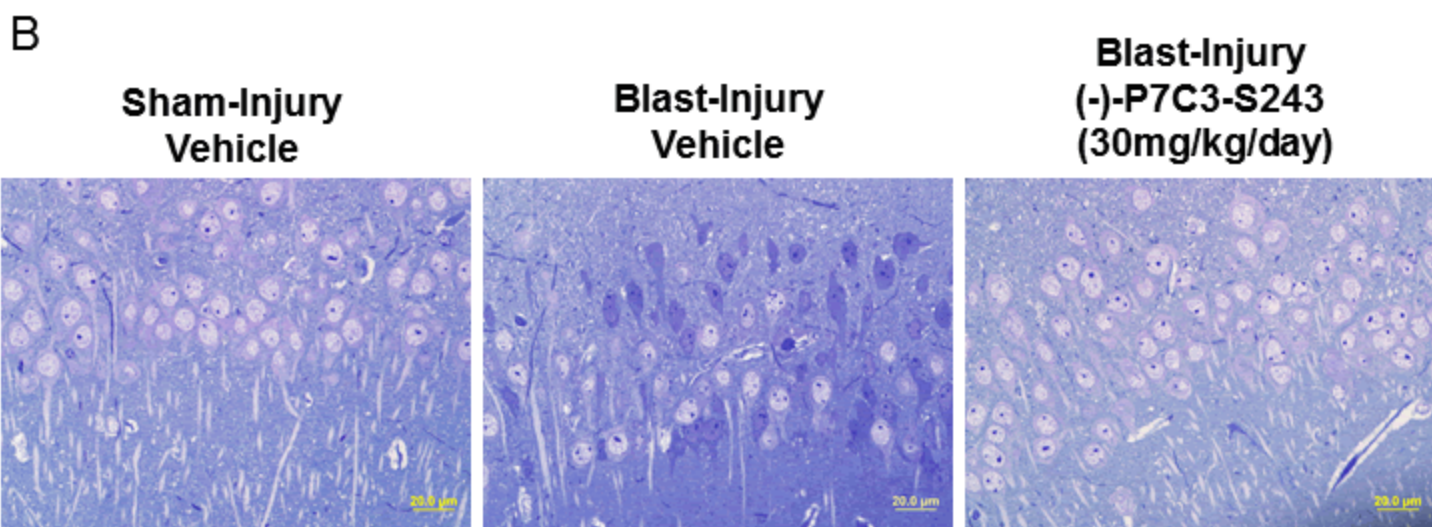 B
Sham-Injury
Vehicle
Blast-Injury
Vehicle
Blast-Injury
(-)-P7C3-S243
(30mg/kg/day)
20.0 µm
20.0 µm
20.0 µm